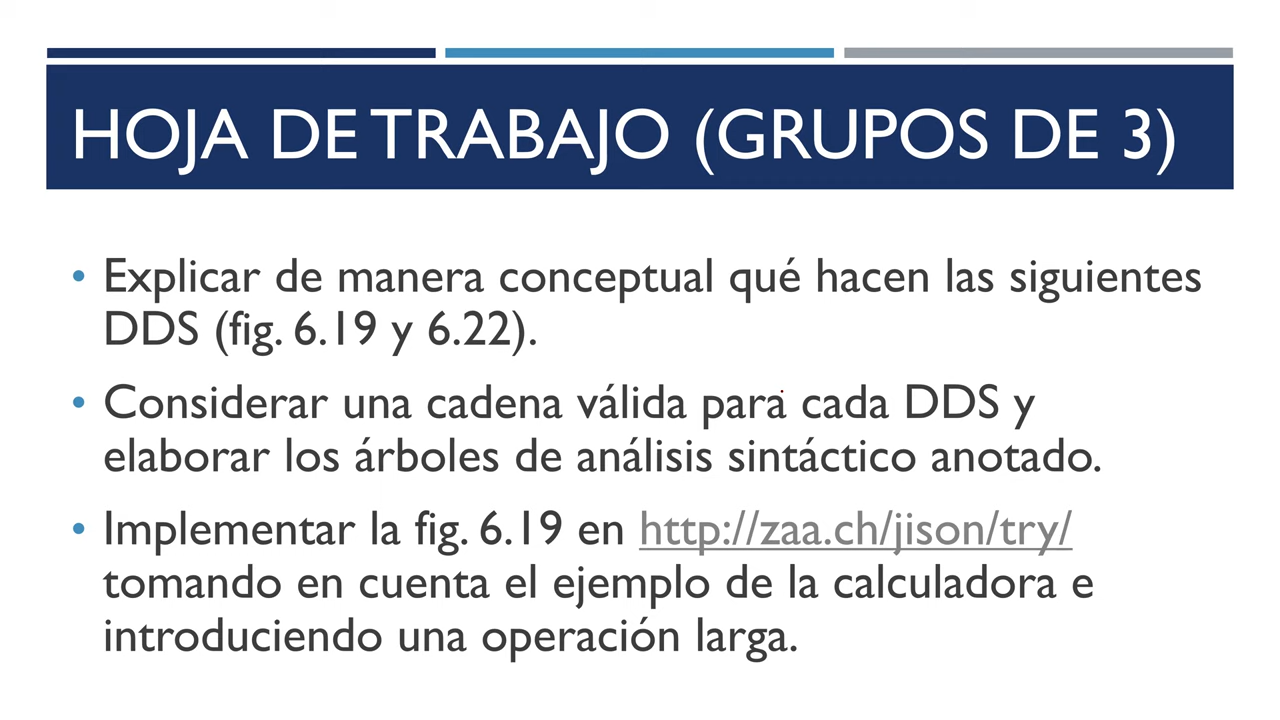 HOJA DE TRABAJO (GRUPOS DE 3)
• Explicar de manera conceptual qué hacen las siguientes
DDS (fig. 6.19 y 6.22).
• Considerar una cadena válida para cada DDS y
elaborar los árboles de análisis sintáctico anotado.
• Implementar la fig. 6.19 en http://zaa.ch/jison/try/
tomando en cuenta el ejemplo de la calculadora e
introduciendo una operación larga.